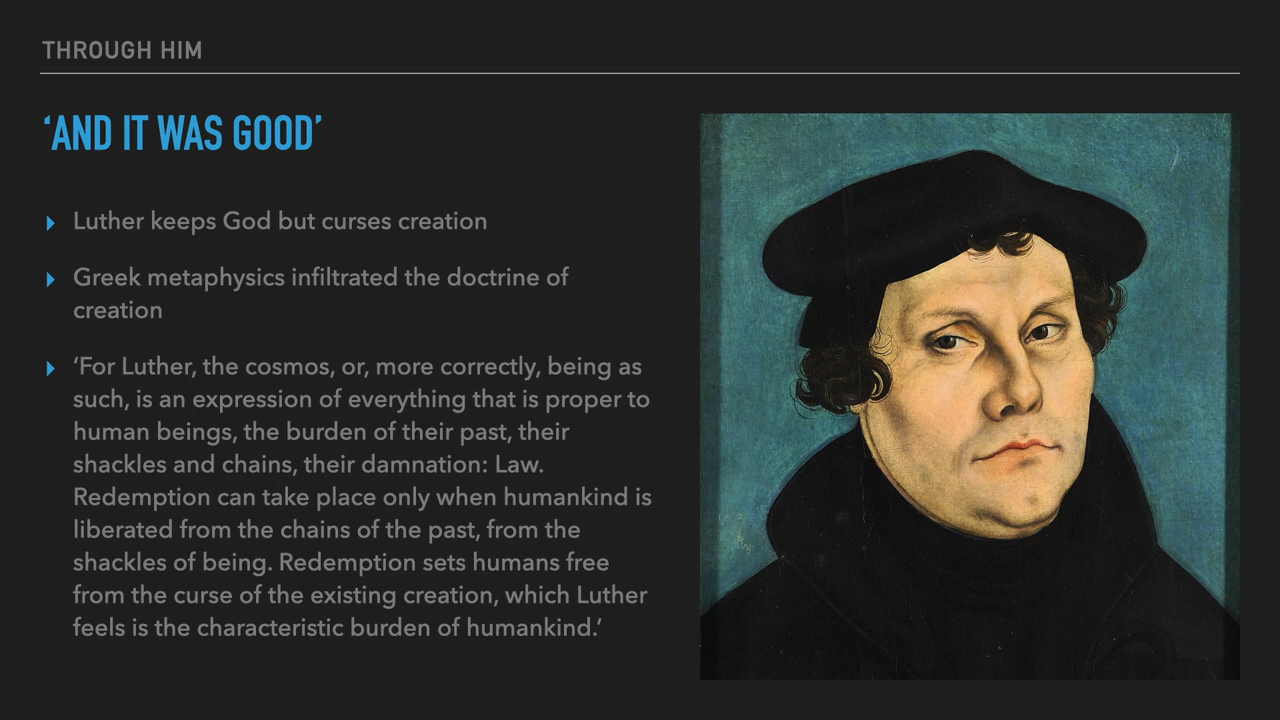 THROUGH HIM
‘AND IT WAS GOOD’
Luther keeps God but curses creation
Greek metaphysics infiltrated the doctrine of
creation
‘For Luther, the cosmos, or, more correctly, being as
such, is an expression of everything that is proper to
human beings, the burden of their past, their
shackles and chains, their damnation: Law.
Redemption can take place only when humankind is
liberated from the chains of the past, from the
shackles of being. Redemption sets humans free
from the curse of the existing creation, which Luther
feels is the characteristic burden of humankind.’